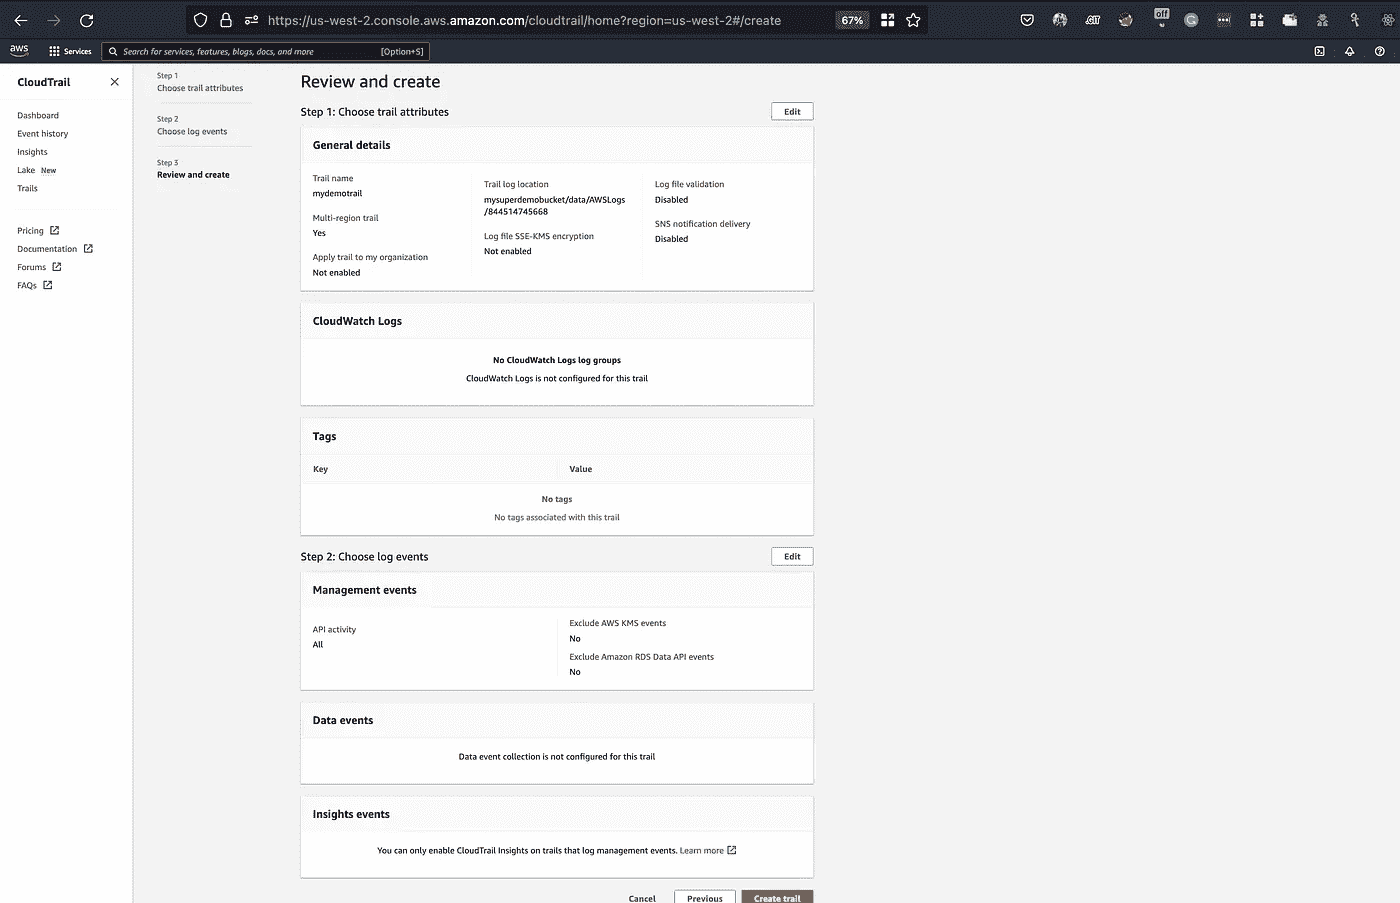 https://us-west-2.console.aws.amazon.com/cloudtrail/home?region=us-west-2#/create
67%
off
aws
Services
Search for services, features, blogs, docs, and more
[Option+S]
CloudTrail
Dashboard
Event history
Insights
Lake New
Trails
Pricing
Documentation
Forums
FAQs
Step 1
Choose trail attributes
Step 2
Choose log events
Step 3
Review and create
Review and create
Step 1: Choose trail attributes
Edit
General details
Trail name
mydemotrail
Multi-region trail
Yes
Apply trail to my organization
Not enabled
Trail log location
mysuperdemobucket/data/AWSLogs
/844514745668
Log file SSE-KMS encryption
Not enabled
Log file validation
Disabled
SNS notification delivery
Disabled
CloudWatch Logs
No CloudWatch Logs log groups
CloudWatch Logs is not configured for this trail
Tags
Key
Value
No tags
No tags associated with this trail
Step 2: Choose log events
Edit
Management events
API activity
All
Exclude AWS KMS events
No
Exclude Amazon RDS Data API events
No
Data events
Data event collection is not configured for this trail
Insights events
You can only enable CloudTrail Insights on trails that log management events. Learn more
Cancel
Previous
Create trail